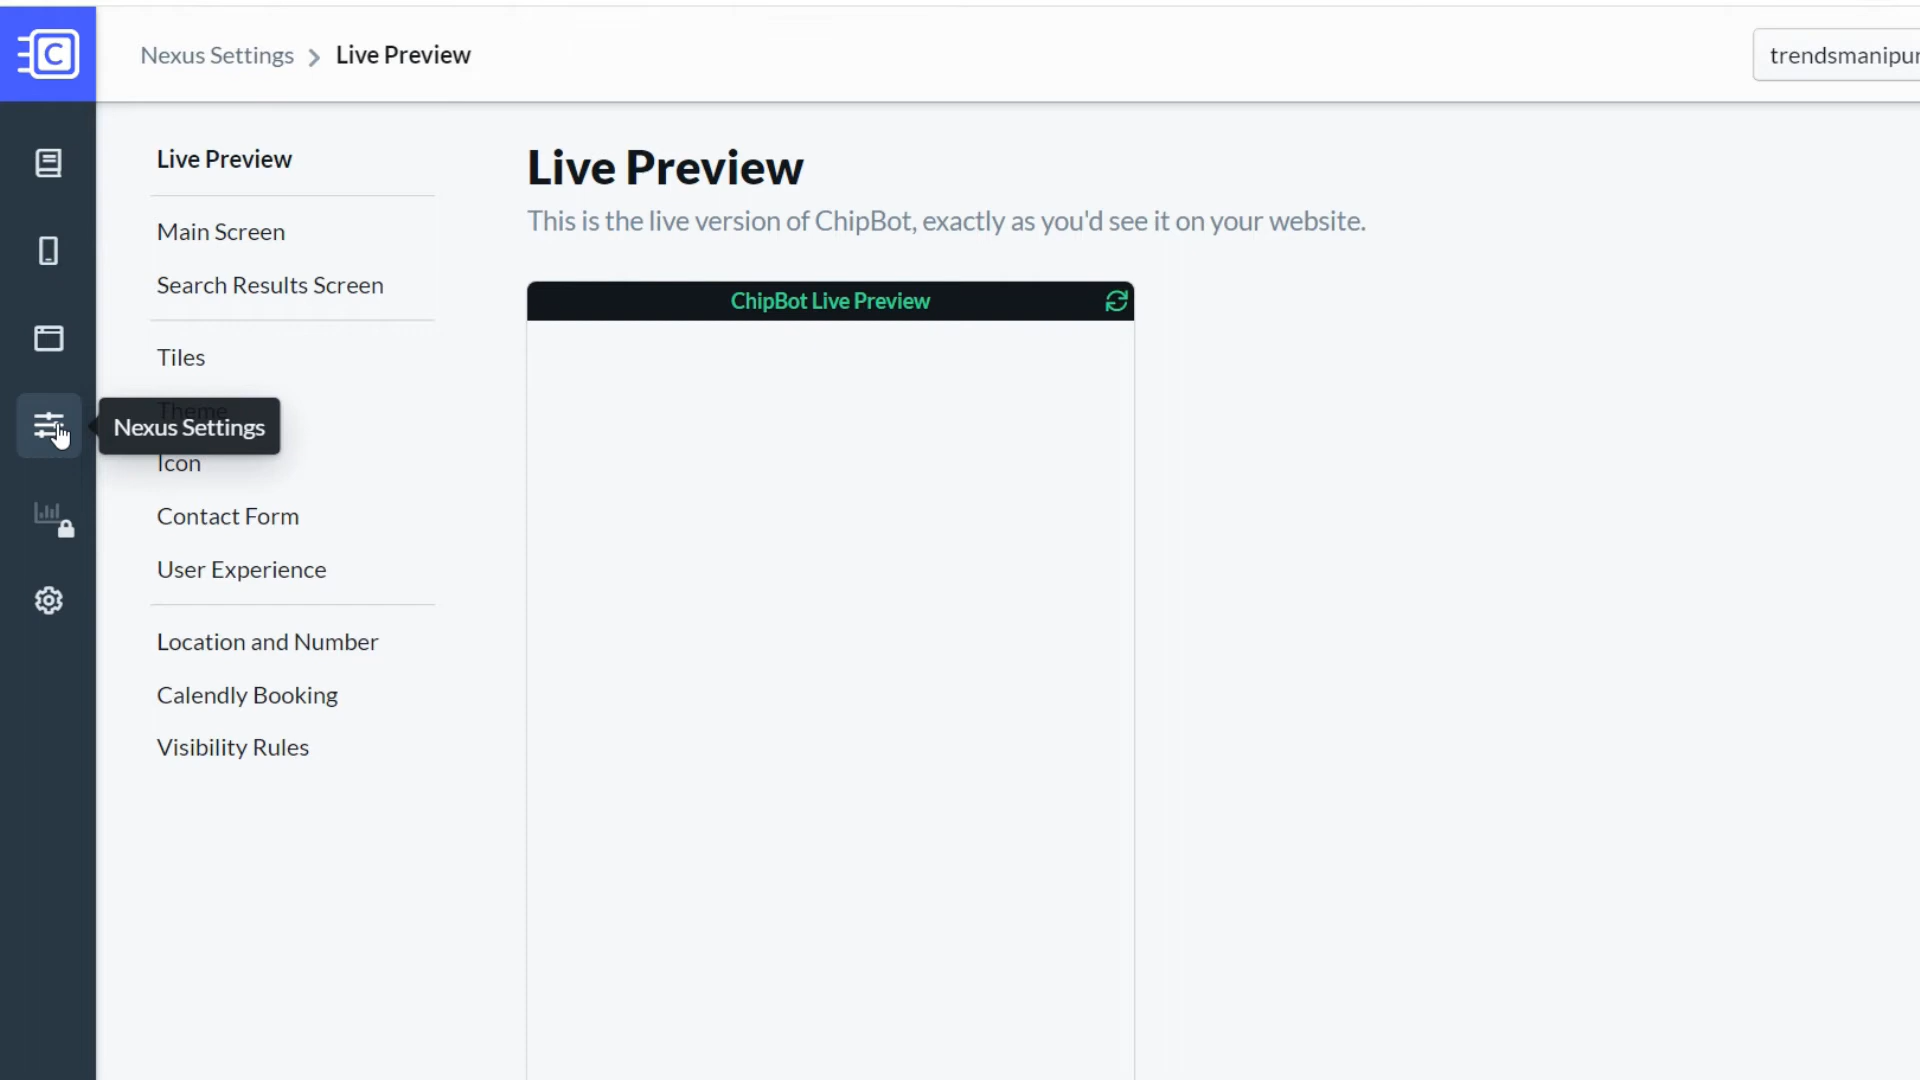 C
Nexus Settings > Live Preview
trendsmanipur
Live Preview
Main Screen
Search Results Screen
Tiles
Theme
Nexus Settings
Icon
Contact Form
User Experience
Location and Number
Calendly Booking
Visibility Rules
Live Preview
This is the live version of ChipBot, exactly as you'd see it on your website.
ChipBot Live Preview